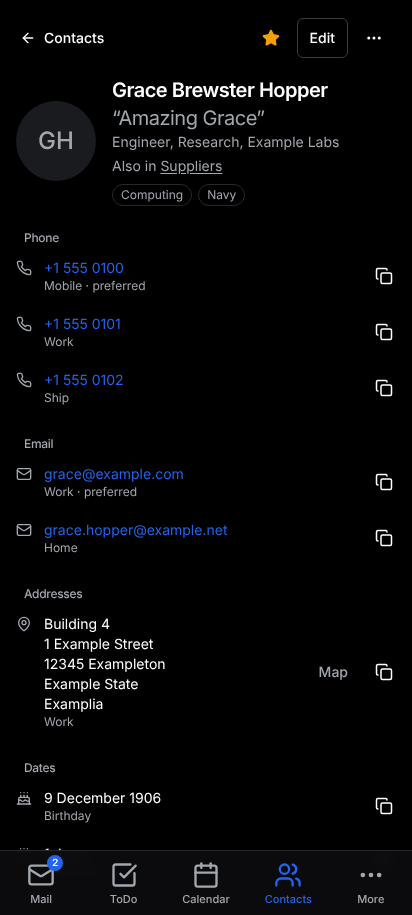 Contacts
Edit
Grace Brewster Hopper
“Amazing Grace”
Engineer, Research, Example Labs
Also in Suppliers
Computing
Navy
GH
Phone
+1 555 0100
Mobile · preferred
+1 555 0101
Work
+1 555 0102
Ship
Email
grace@example.com
Work · preferred
grace.hopper@example.net
Home
Addresses
Building 4
1 Example Street
12345 Exampleton
Example State
Examplia
Work
Map
Dates
9 December 1906
Birthday
2
Mail
ToDo
Calendar
Contacts
More